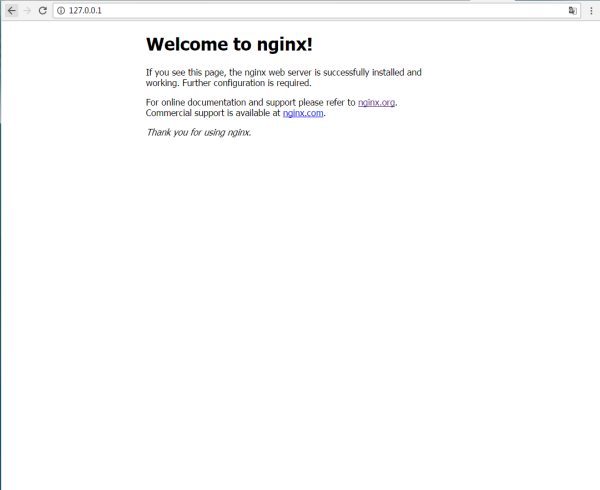 127.0.0.1
Welcome to nginx!
If you see this page, the nginx web server is successfully installed and
working. Further configuration is required.
For online documentation and support please refer to nginx.org.
Commercial support is available at nginx.com.
Thank you for using nginx.